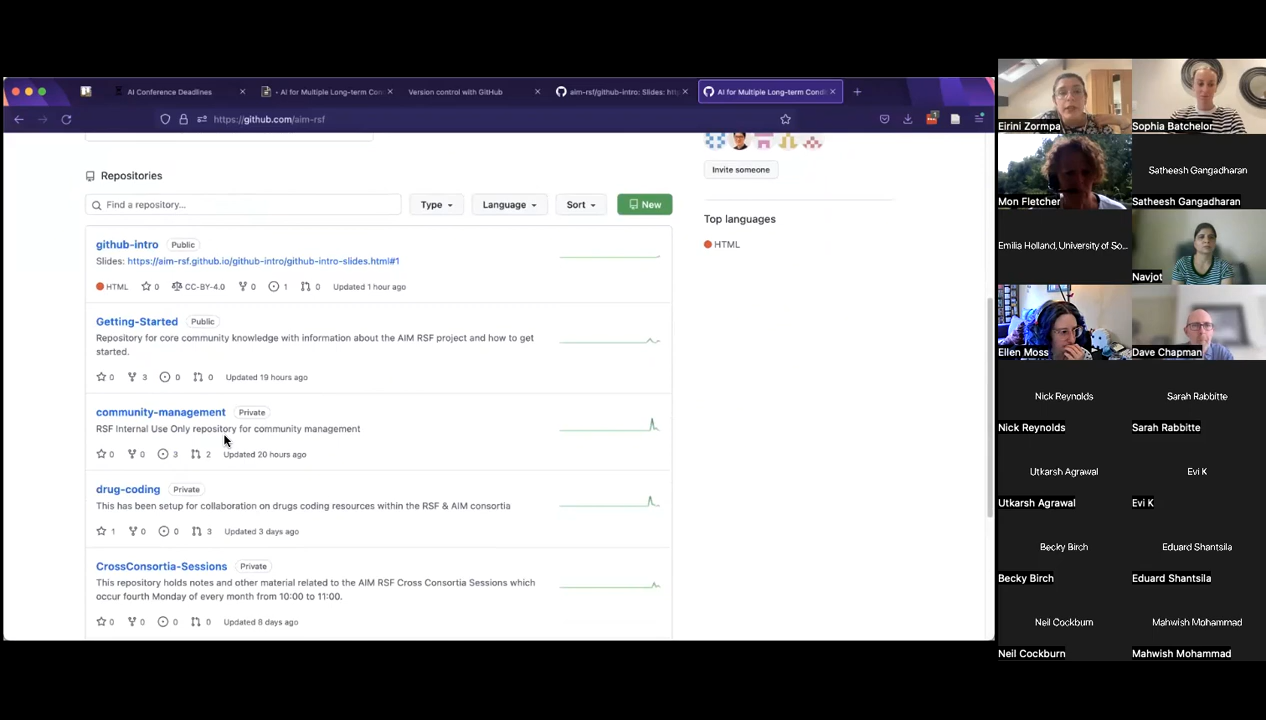 AI Conference Deadlines
- AI for Multiple Long-term Con
Version control with GitHub
aim-rsf/github-intro: Slides: htt
AI for Multiple Long-term Condi
https://github.com/aim-rsf
Repositories
Invite someone
Find a repository...
Type
Language
Sort
New
Top languages
HTML
github-intro Public
Slides: https://aim-rsf.github.io/github-intro/github-intro-slides.html#1
HTML 0 CC-BY-4.0 0 1 0 Updated 1 hour ago
Getting-Started Public
Repository for core community knowledge with information about the AIM RSF project and how to get
started.
0 3 0 0 Updated 19 hours ago
community-management Private
RSF Internal Use Only repository for community management
0 0 3 2 Updated 20 hours ago
drug-coding Private
This has been setup for collaboration on drugs coding resources within the RSF & AIM consortia
1 0 0 3 Updated 3 days ago
CrossConsortia-Sessions Private
This repository holds notes and other material related to the AIM RSF Cross Consortia Sessions which
occur fourth Monday of every month from 10:00 to 11:00.
0 0 0 0 Updated 8 days ago
Eirini Zormpa
Sophia Batchelor
Mon Fletcher
Satheesh Gangadharan
Satheesh Gangadharan
Emilia Holland, University of So...
Navjot
Ellen Moss
Dave Chapman
Nick Reynolds
Nick Reynolds
Sarah Rabbitte
Sarah Rabbitte
Utkarsh Agrawal
Utkarsh Agrawal
Evi K
Evi K
Becky Birch
Becky Birch
Eduard Shantsila
Eduard Shantsila
Neil Cockburn
Neil Cockburn
Mahwish Mohammad
Mahwish Mohammad